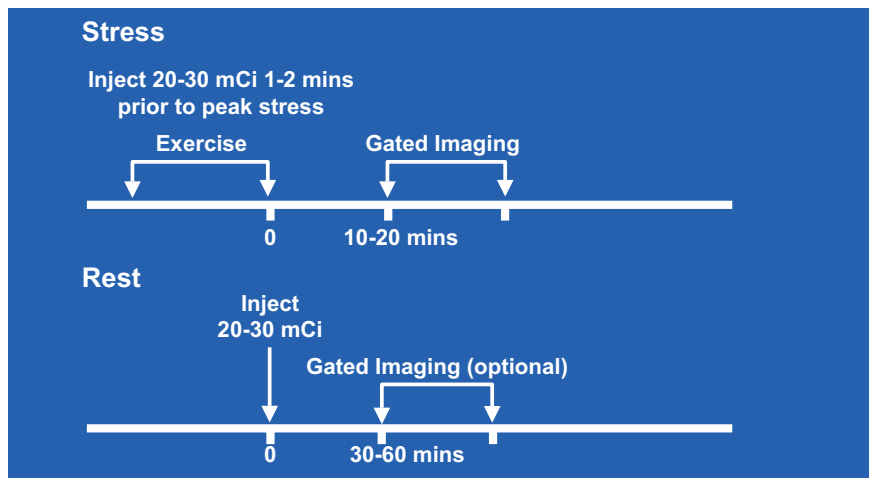 Stress
Inject 20-30 mCi 1-2 mins
prior to peak stress
Exercise
Gated Imaging
0
10-20 mins
Rest
Inject
20-30 mCi
Gated Imaging (optional)
0
30-60 mins